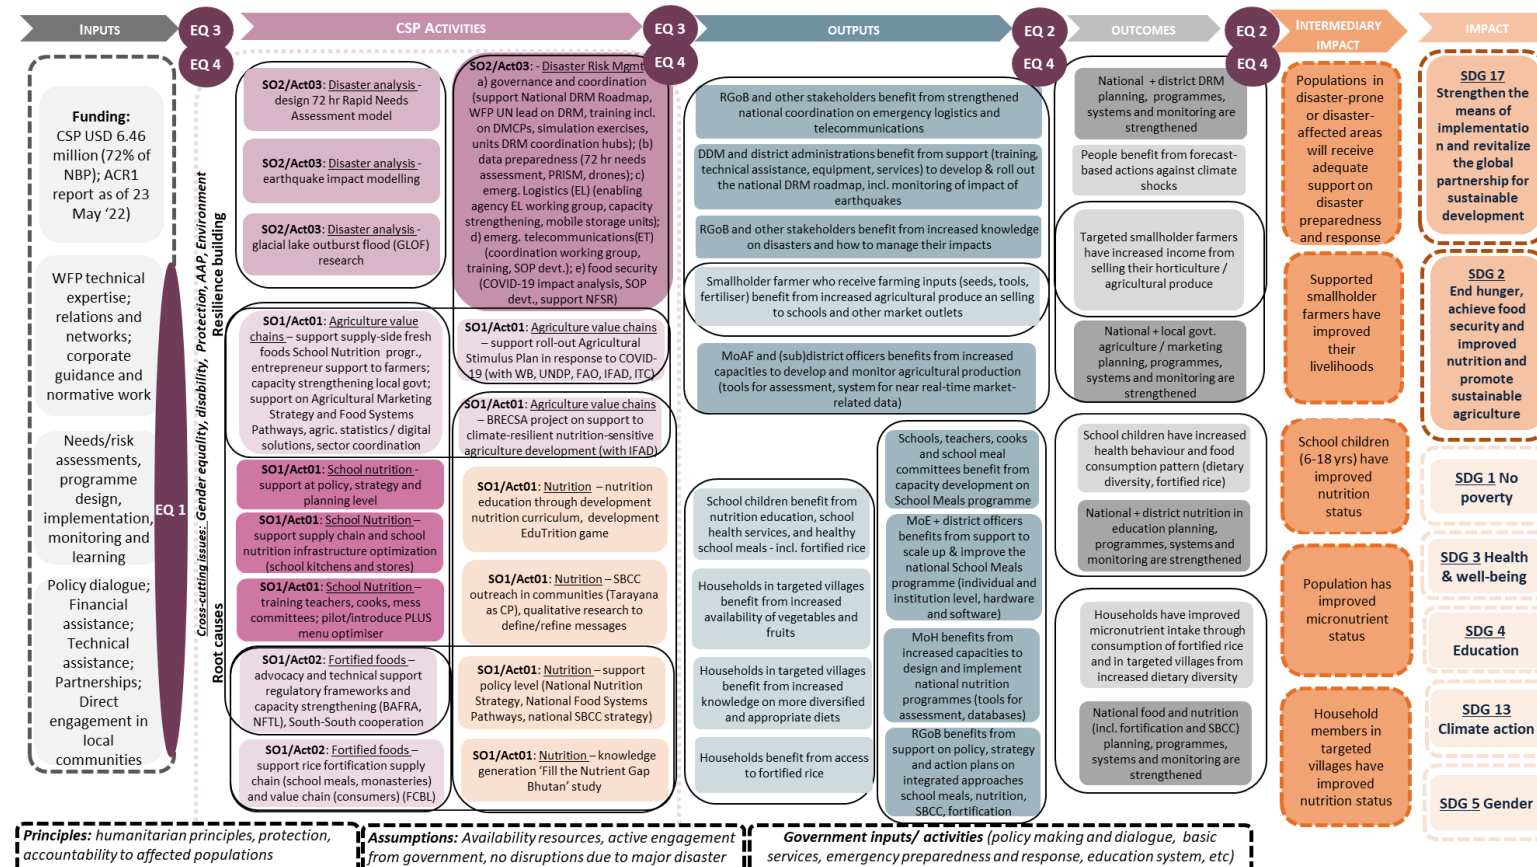 INPUTS
EQ 3
EQ 4
CSP ACTIVITIES
EQ 3
EQ 4
OUTPUTS
EQ 2
EQ 4
OUTCOMES
EQ 2
EQ 4
INTERMEDIARY
IMPACT
IMPACT
Funding:
CSP USD 6.46
million (72% of
NBP); ACR1
report as of 23
May ‘22)
WFP technical
expertise;
relations and
networks;
corporate
guidance and
normative work
Needs/risk
assessments,
programme
design,
implementation,
monitoring and
learning
Policy dialogue;
Financial
assistance;
Technical
assistance;
Partnerships;
Direct
engagement in
local
communities
EQ 1
Cross-cutting issues: Gender equality, disability, Protection, AAP, Environment
Resilience building
Root causes
SO2/Act03: Disaster analysis -
design 72 hr Rapid Needs
Assessment model
SO2/Act03: Disaster analysis -
earthquake impact modelling
SO2/Act03: Disaster analysis -
glacial lake outburst flood (GLOF)
research
SO1/Act01: Agriculture value
chains – support supply-side fresh
foods School Nutrition progr.,
entrepreneur support to farmers;
capacity strengthening local govt;
support on Agricultural Marketing
Strategy and Food Systems
Pathways, agric. statistics / digital
solutions, sector coordination
SO1/Act01: School nutrition -
support at policy, strategy and
planning level
SO1/Act01: School Nutrition –
support supply chain and school
nutrition infrastructure optimization
(school kitchens and stores)
SO1/Act01: School Nutrition –
training teachers, cooks, mess
committees; pilot/introduce PLUS
menu optimiser
SO1/Act02: Fortified foods –
advocacy and technical support
regulatory frameworks and
capacity strengthening (BAFRA,
NFTL), South-South cooperation
SO1/Act02: Fortified foods –
support rice fortification supply
chain (school meals, monasteries)
and value chain (consumers) (FCBL)
SO2/Act03: - Disaster Risk Mgmt
a) governance and coordination
(support National DRM Roadmap,
WFP UN lead on DRM, training incl.
on DMCPs, simulation exercises,
units DRM coordination hubs); (b)
data preparedness (72 hr needs
assessment, PRISM, drones); c)
emerg. Logistics (EL) (enabling
agency EL working group, capacity
strengthening, mobile storage units);
d) emerg. telecommunications(ET)
(coordination working group,
training, SOP devt.); e) food security
(COVID-19 impact analysis, SOP
devt., support NFSR)
SO1/Act01: Agriculture value chains
– support roll-out Agricultural
Stimulus Plan in response to COVID-
19 (with WB, UNDP, FAO, IFAD, ITC)
SO1/Act01: Agriculture value chains
– BRECSA project on support to
climate-resilient nutrition-sensitive
agriculture development (with IFAD)
SO1/Act01: Nutrition – nutrition
education through development
nutrition curriculum, development
EduTrition game
SO1/Act01: Nutrition – SBCC
outreach in communities (Tarayana
as CP), qualitative research to
define/refine messages
SO1/Act01: Nutrition – support
policy level (National Nutrition
Strategy, National Food Systems
Pathways, national SBCC strategy)
SO1/Act01: Nutrition – knowledge
generation ‘Fill the Nutrient Gap
Bhutan’ study
RGoB and other stakeholders benefit from strengthened
national coordination on emergency logistics and
telecommunications
DDM and district administrations benefit from support (training,
technical assistance, equipment, services) to develop & roll out
the national DRM roadmap, incl. monitoring of impact of
earthquakes
RGoB and other stakeholders benefit from increased knowledge
on disasters and how to manage their impacts
Smallholder farmer who receive farming inputs (seeds, tools,
fertiliser) benefit from increased agricultural produce an selling
to schools and other market outlets
MoAF and (sub)district officers benefits from increased
capacities to develop and monitor agricultural production
(tools for assessment, system for near real-time market-
related data)
School children benefit from
nutrition education, school
health services, and healthy
school meals - incl. fortified rice
Households in targeted villages
benefit from increased
availability of vegetables and
fruits
Households in targeted villages
benefit from increased
knowledge on more diversified
and appropriate diets
Households benefit from access
to fortified rice
Schools, teachers, cooks
and school meal
committees benefit from
capacity development on
School Meals programme
MoE + district officers
benefits from support to
scale up & improve the
national School Meals
programme (individual and
institution level, hardware
and software)
MoH benefits from
increased capacities to
design and implement
national nutrition
programmes (tools for
assessment, databases)
RGoB benefits from
support on policy, strategy
and action plans on
integrated approaches
school meals, nutrition,
SBCC, fortification
National + district DRM
planning, programmes,
systems and monitoring are
strengthened
People benefit from forecast-
based actions against climate
shocks
Targeted smallholder farmers
have increased income from
selling their horticulture /
agricultural produce
National + local govt.
agriculture / marketing
planning, programmes,
systems and monitoring are
strengthened
School children have increased
health behaviour and food
consumption pattern (dietary
diversity, fortified rice)
National + district nutrition in
education planning,
programmes, systems and
monitoring are strengthened
Households have improved
micronutrient intake through
consumption of fortified rice
and in targeted villages from
increased dietary diversity
National food and nutrition
(incl. fortification and SBCC)
planning, programmes,
systems and monitoring are
strengthened
Populations in
disaster-prone
or disaster-
affected areas
will receive
adequate
support on
disaster
preparedness
and response
Supported
smallholder
farmers have
improved
their
livelihoods
School children
(6-18 yrs) have
improved
nutrition
status
Population has
improved
micronutrient
status
Household
members in
targeted
villages have
improved
nutrition status
SDG 17
Strengthen the
means of
implementatio
n and revitalize
the global
partnership for
sustainable
development
SDG 2
End hunger,
achieve food
security and
improved
nutrition and
promote
sustainable
agriculture
SDG 1 No
poverty
SDG 3 Health
& well-being
SDG 4
Education
SDG 13
Climate action
SDG 5 Gender
Principles: humanitarian principles, protection,
accountability to affected populations
Assumptions: Availability resources, active engagement
from government, no disruptions due to major disaster
Government inputs/ activities (policy making and dialogue, basic
services, emergency preparedness and response, education system, etc)